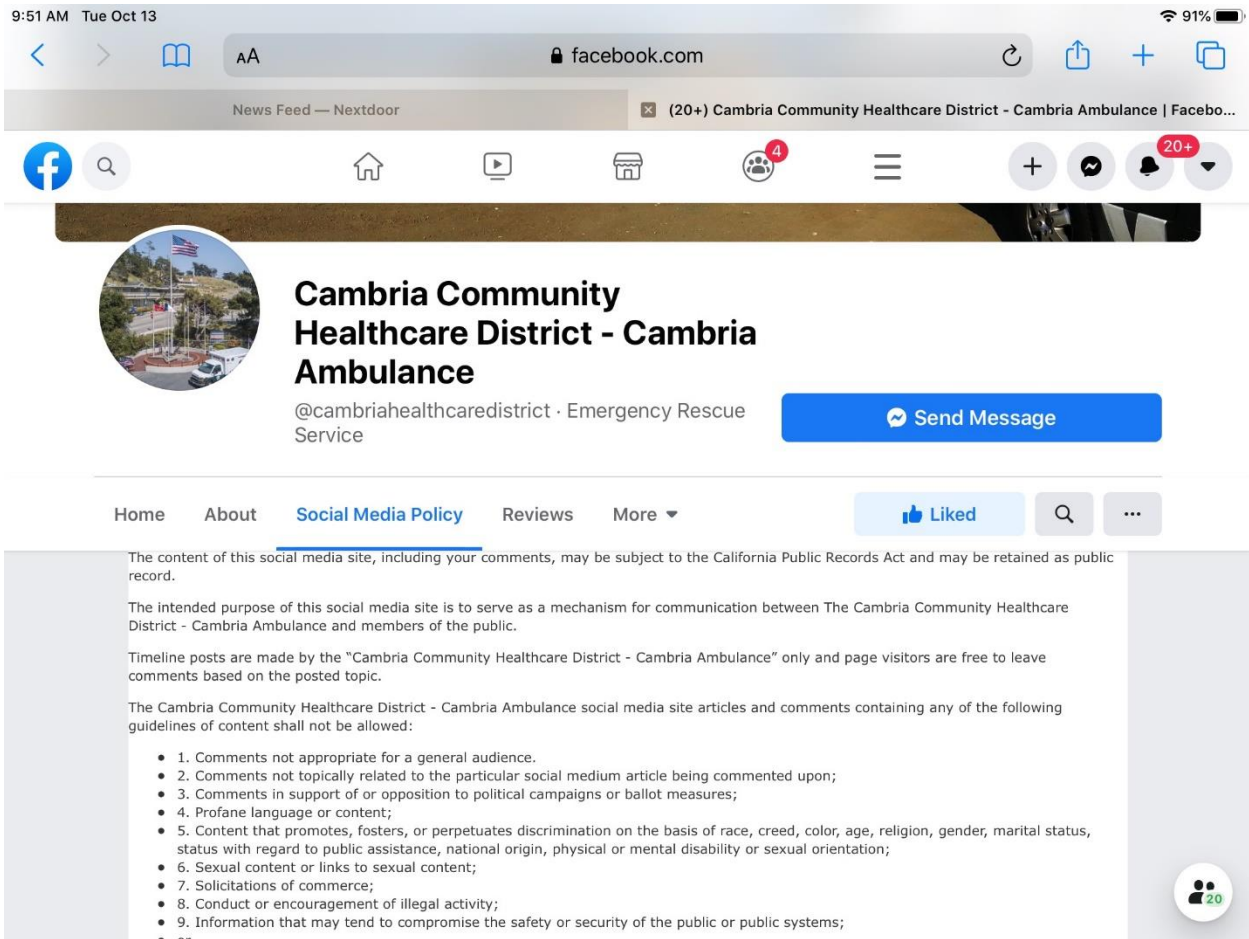 9:51 AM Tue Oct 13
91%
AA
facebook.com
News Feed — Nextdoor
(20+) Cambria Community Healthcare District - Cambria Ambulance | Facebo...
4
20+
Cambria Community
Healthcare District - Cambria
Ambulance
@cambriahealthcaredistrict · Emergency Rescue
Service
Send Message
Home About Social Media Policy Reviews More
Liked
...
The content of this social media site, including your comments, may be subject to the California Public Records Act and may be retained as public
record.
The intended purpose of this social media site is to serve as a mechanism for communication between The Cambria Community Healthcare
District - Cambria Ambulance and members of the public.
Timeline posts are made by the “Cambria Community Healthcare District - Cambria Ambulance” only and page visitors are free to leave
comments based on the posted topic.
The Cambria Community Healthcare District - Cambria Ambulance social media site articles and comments containing any of the following
guidelines of content shall not be allowed:
• 1. Comments not appropriate for a general audience.
• 2. Comments not topically related to the particular social medium article being commented upon;
• 3. Comments in support of or opposition to political campaigns or ballot measures;
• 4. Profane language or content;
• 5. Content that promotes, fosters, or perpetuates discrimination on the basis of race, creed, color, age, religion, gender, marital status,
status with regard to public assistance, national origin, physical or mental disability or sexual orientation;
• 6. Sexual content or links to sexual content;
• 7. Solicitations of commerce;
• 8. Conduct or encouragement of illegal activity;
• 9. Information that may tend to compromise the safety or security of the public or public systems;
20